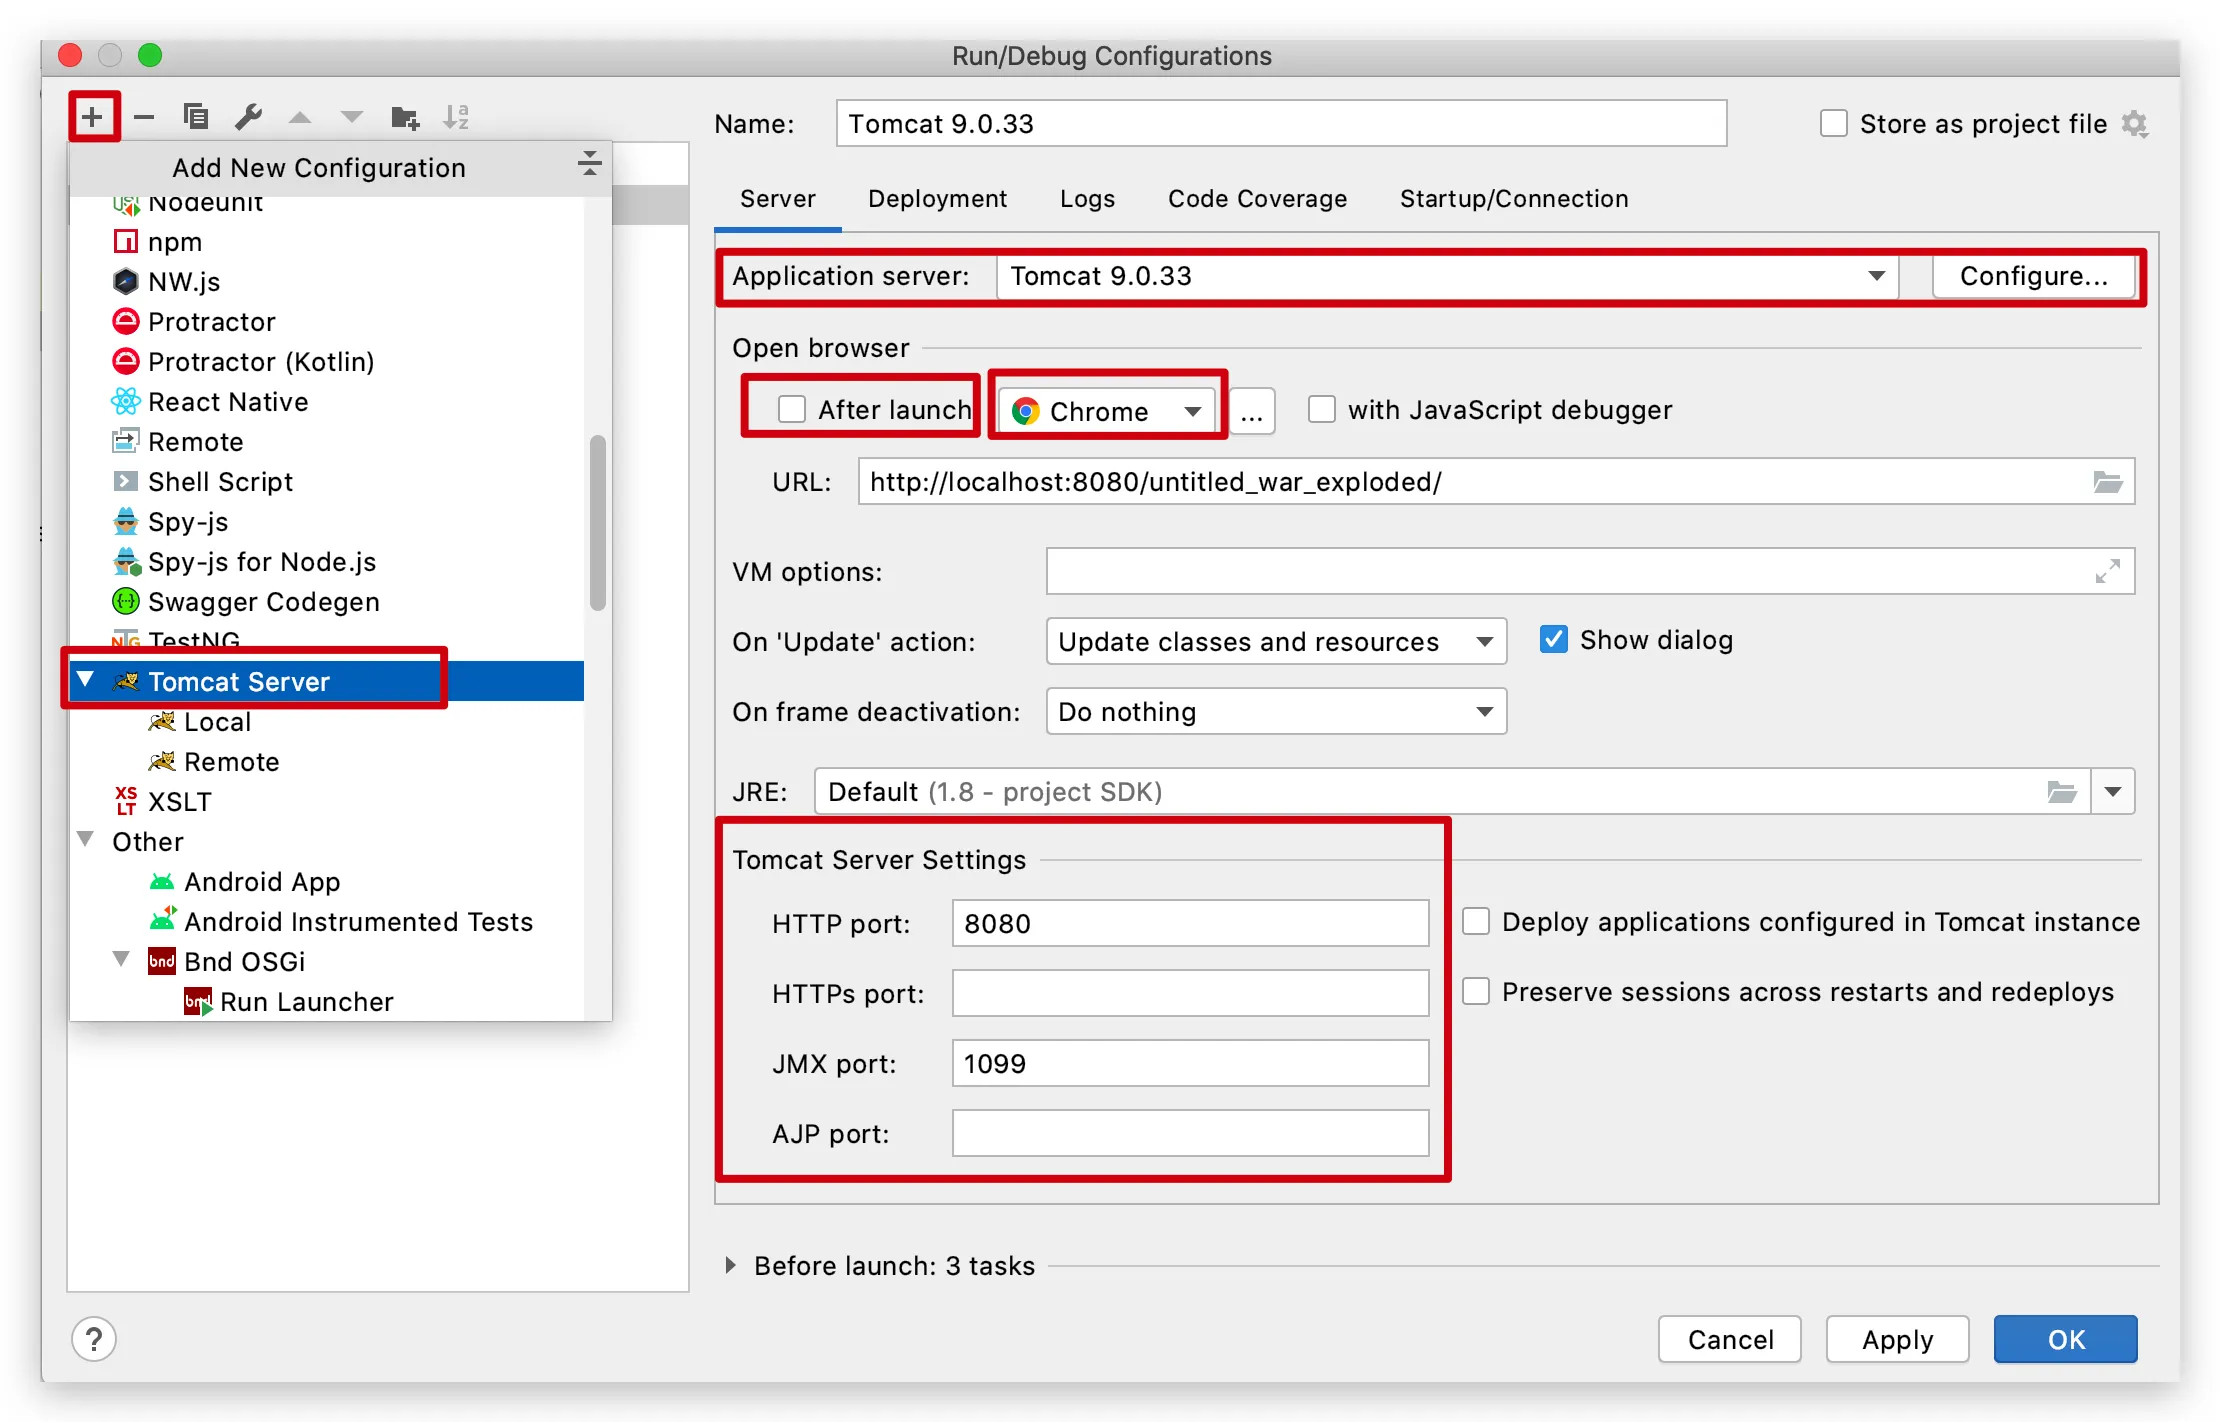 Run/Debug Configurations
Name: Tomcat 9.0.33
Store as project file
Add New Configuration
Nodeunit
npm
NW.js
Protractor
Protractor (Kotlin)
React Native
Remote
Shell Script
Spy-js
Spy-js for Node.js
Swagger Codegen
TestNG
Tomcat Server
Local
Remote
XSLT
Other
Android App
Android Instrumented Tests
bnd Bnd OSGi
Run Launcher
Server Deployment Logs Code Coverage Startup/Connection
Application server: Tomcat 9.0.33 Configure...
Open browser
After launch Chrome ... with JavaScript debugger
URL: http://localhost:8080/untitled_war_exploded/
VM options:
On 'Update' action: Update classes and resources Show dialog
On frame deactivation: Do nothing
JRE: Default (1.8 - project SDK)
Tomcat Server Settings
HTTP port: 8080 Deploy applications configured in Tomcat instance
HTTPs port: Preserve sessions across restarts and redeploys
JMX port: 1099
AJP port:
Before launch: 3 tasks
? Cancel Apply OK